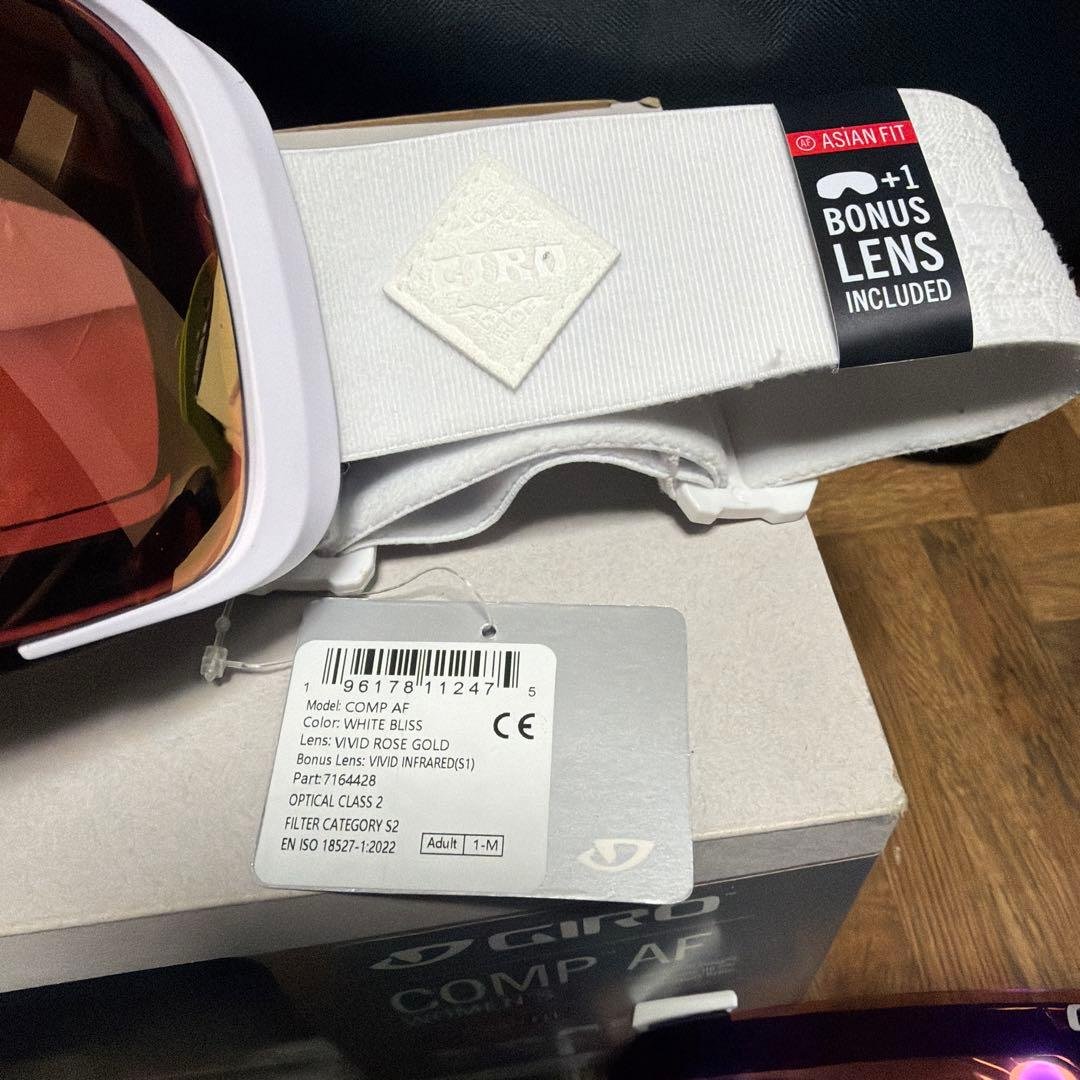 AF ASIAN FIT
+1
BONUS
LENS
INCLUDED
GIRO
1 96178 11247 5
Model: COMP AF
Color: WHITE BLISS
CE
Lens: VIVID ROSE GOLD
Bonus Lens: VIVID INFRARED(S1)
Part:7164428
OPTICAL CLASS 2
FILTER CATEGORY S2
EN ISO 18527-1:2022
Adult 1-M
GIRO
COMP AF
WOMEN'S